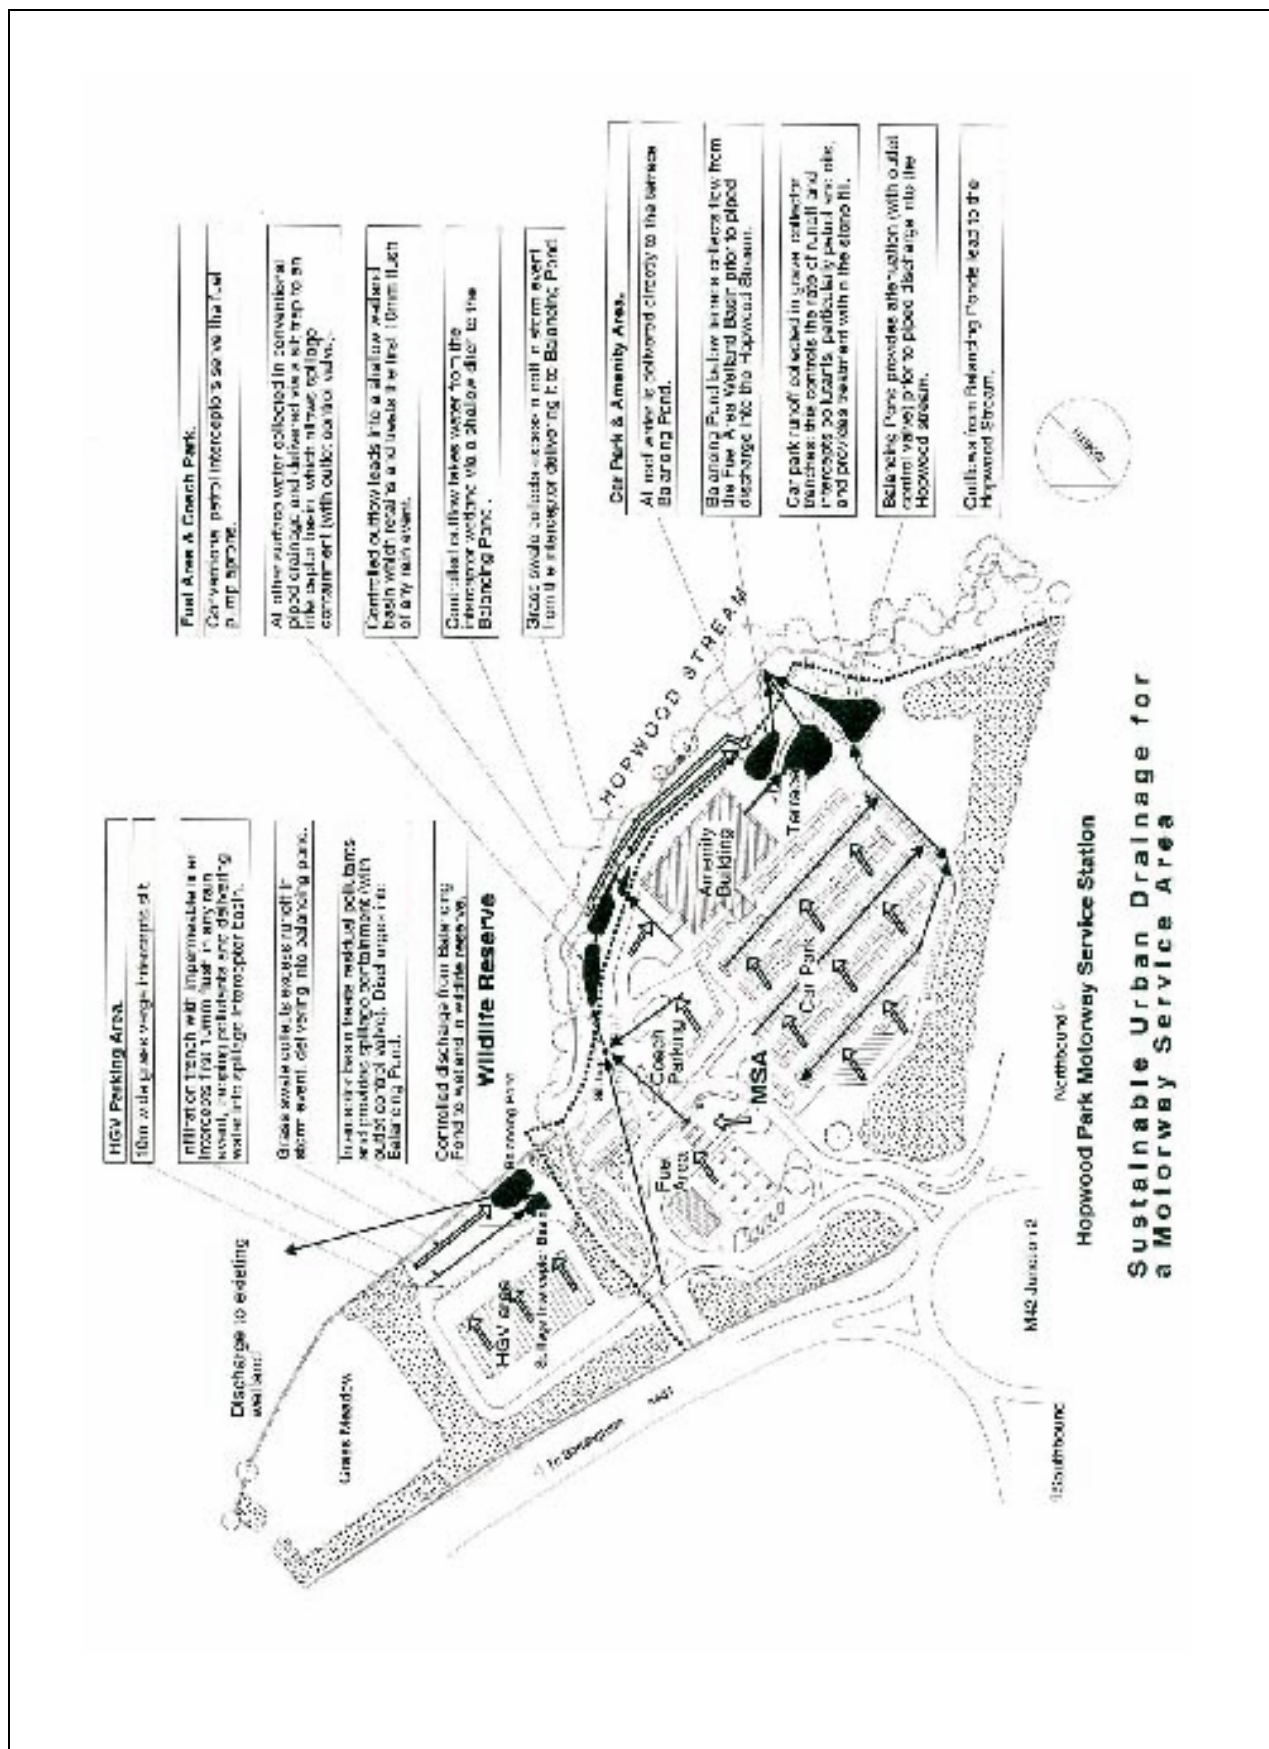 HGV Parking Area.
10m wide grass verge intercepts silt.
Infiltration trench with impermeable liner
intercepts first 10mm flush in any rain
event, treating pollutants and delivering
water into spillage interceptor basin.
Grass swale collects excess runoff in
storm event, delivering into balancing pond.
Interceptor basin treats residual pollutants
and provides spillage containment (with
outlet control valve). Discharges into
Balancing Pond.
Controlled discharge from Balancing
Pond to wetland in wildlife reserve.
Fuel Area & Coach Park.
Conventional petrol interceptors serve the fuel
pump aprons.
All other surface water collected in conventional
piped drainage and delivered via a silt trap to an
which allows spillage
containment (with outlet control valve).
Controlled outflow leads into a shallow wetland
basin which retains and treats the first 10mm flush
of any rain event.
Controlled outflow takes water from the
interceptor wetland via a shallow ditch to the
Balancing Pond.
Grass swale collects excess runoff in storm event
from the interceptor delivering it to Balancing Pond
Car Park & Amenity Area.
All roof water is delivered directly to the terrace
Balancing Pond.
Balancing Pond below terrace collects flow from
the Fuel Area Wetland Basin prior to piped
discharge into the Hopwood Stream.
Car park runoff collected in gravel collector
trenches: this controls the rate of runoff and
intercepts pollutants, particularly petrol and oils,
and provides treatment within the stone fill.
Balancing Pond provides attenuation (with outlet
control valve) prior to piped discharge into the
Hopwood stream.
Outflows from Balancing Ponds lead to the
Hopwood Stream.
Discharge to existing
wetland
Wildlife Reserve
HOPWOOD STREAM
Balancing Pond
Grass Meadow
HGV area
Spillage Interceptor Basin
Fuel
Area
Coach
Parking
MSA
Car Park
Amenity
Building
Terrace
To Birmingham
A441
M42 Junction 2
Northbound
Southbound
North
Hopwood Park Motorway Service Station
Sustainable Urban Drainage for
a Motorway Service Area